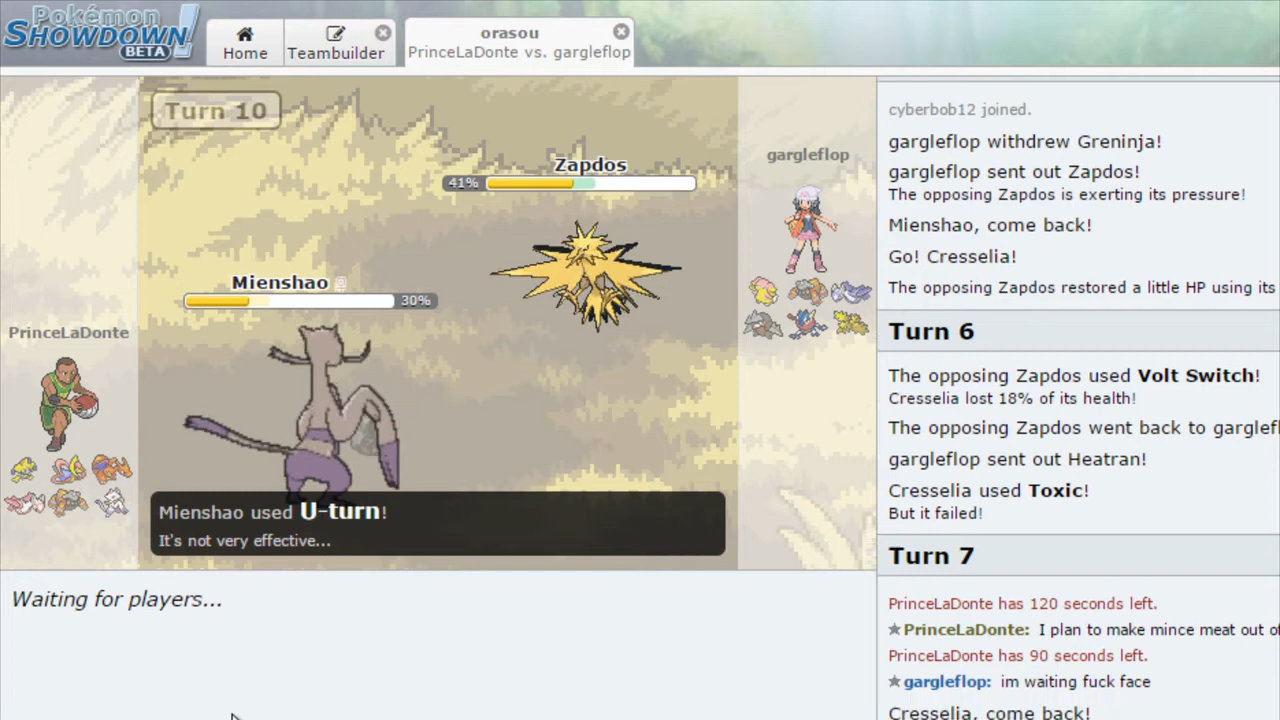 Pokémon
SHOWDOWN!
BETA
Home
Teambuilder
orasou
PrinceLaDonte vs. gargleflop
Turn 10
Zapdos
41%
Mienshao
30%
PrinceLaDonte
gargleflop
Mienshao used U-turn!
It's not very effective...
Waiting for players...
cyberbob12 joined.
gargleflop withdrew Greninja!
gargleflop sent out Zapdos!
The opposing Zapdos is exerting its pressure!
Mienshao, come back!
Go! Cresselia!
The opposing Zapdos restored a little HP using its
Turn 6
The opposing Zapdos used Volt Switch!
Cresselia lost 18% of its health!
The opposing Zapdos went back to garglefl
gargleflop sent out Heatran!
Cresselia used Toxic!
But it failed!
Turn 7
PrinceLaDonte has 120 seconds left.
★PrinceLaDonte: I plan to make mince meat out of
PrinceLaDonte has 90 seconds left.
★gargleflop: im waiting fuck face
Cresselia, come back!